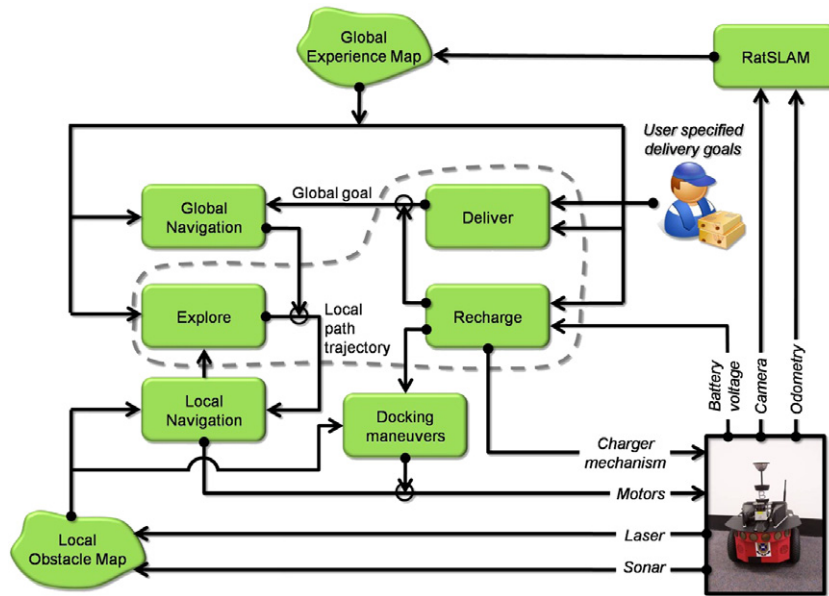 Global
Experience Map
RatSLAM
User specified
delivery goals
Global goal
Global
Navigation
Deliver
Explore
Local
path
trajectory
Recharge
Local
Navigation
Docking
maneuvers
Battery
voltage
Camera
Odometry
Charger
mechanism
Motors
Local
Obstacle Map
Laser
Sonar